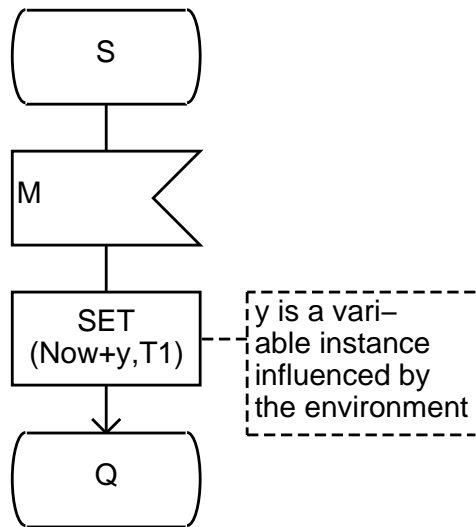 S
M
SET
(Now+y,T1)
y is a vari–
able instance
influenced by
the environment
Q